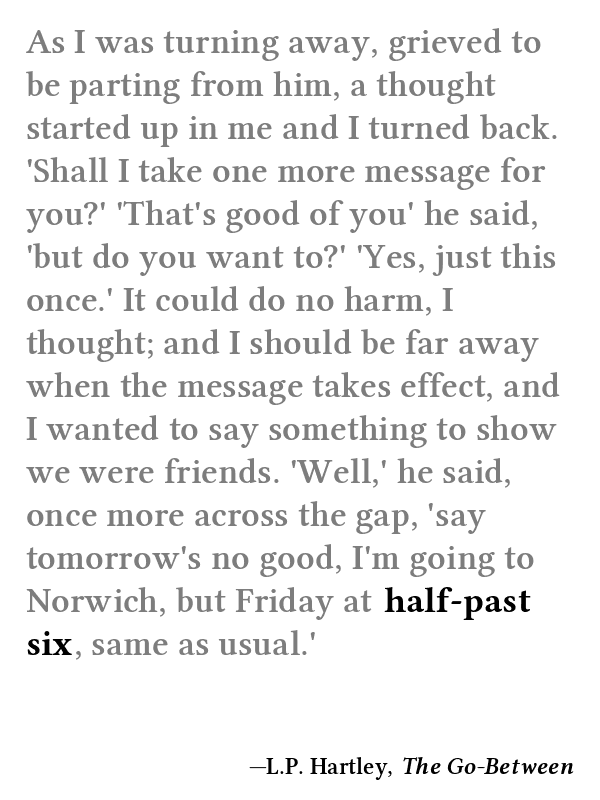 As I was turning away, grieved to
be parting from him, a thought
started up in me and I turned back.
'Shall I take one more message for
you?' 'That's good of you' he said,
'but do you want to?' 'Yes, just this
once.' It could do no harm, I
thought; and I should be far away
when the message takes effect, and
I wanted to say something to show
we were friends. 'Well,' he said,
once more across the gap, 'say
tomorrow's no good, I'm going to
Norwich, but Friday at half-past
six, same as usual.'
—L.P. Hartley, The Go-Between